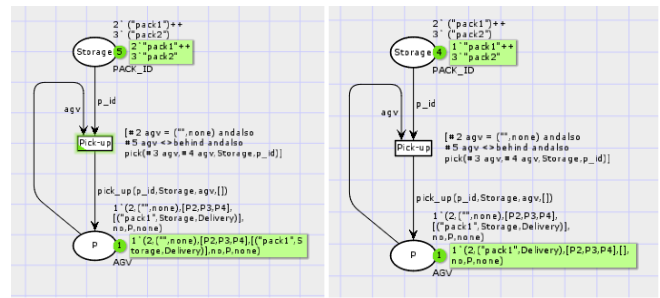 2`("pack1")++
3`("pack2")
Storage
5
2`"pack1"++
3`"pack2"
PACK_ID
p_id
agv
Pick-up
[#2 agv = ("",none) andalso
#5 agv <>behind andalso
pick(#3 agv,#4 agv,Storage,p_id)]
pick_up(p_id,Storage,agv,[])
1`(2,("",none),[P2,P3,P4],
[("pack1",Storage,Delivery)],
no,P,none)
P
1
1`(2,("",none),[P2,P3,P4],[("pack1",S
torage,Delivery)],no,P,none)
AGV
2`("pack1")++
3`("pack2")
Storage
4
1`"pack1"++
3`"pack2"
PACK_ID
p_id
agv
Pick-up
[#2 agv = ("",none) andalso
#5 agv <>behind andalso
pick(#3 agv,#4 agv,Storage,p_id)]
pick_up(p_id,Storage,agv,[])
1`(2,("",none),[P2,P3,P4],
[("pack1",Storage,Delivery)],
no,P,none)
P
1
1`(2,("pack1",Delivery),[P2,P3,P4],[],
no,P,none)
AGV